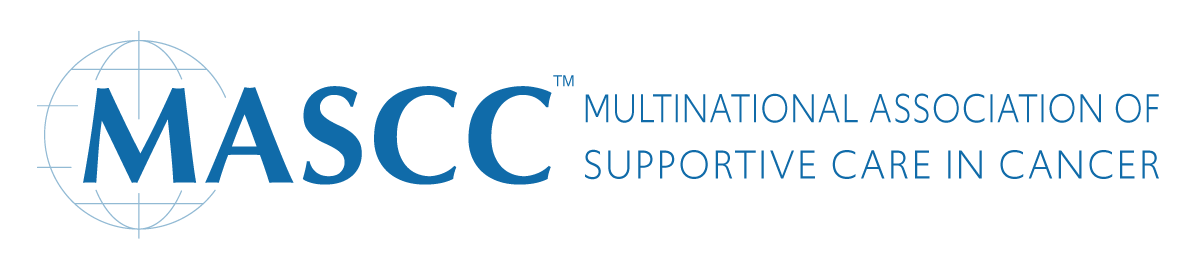 MASCC™
MULTINATIONAL ASSOCIATION OF
SUPPORTIVE CARE IN CANCER